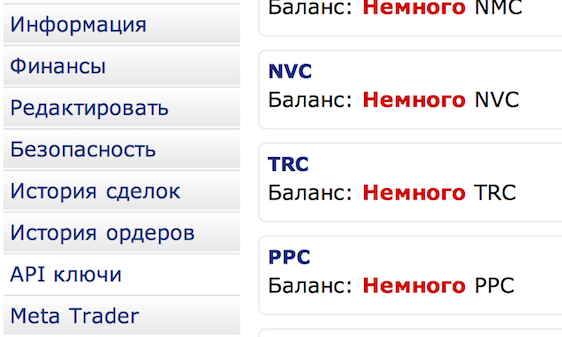 Информация
Финансы
Редактировать
Безопасность
История сделок
История ордеров
API ключи
Meta Trader
Баланс: Немного NMC
NVC
Баланс: Немного NVC
TRC
Баланс: Немного TRC
PPC
Баланс: Немного PPC